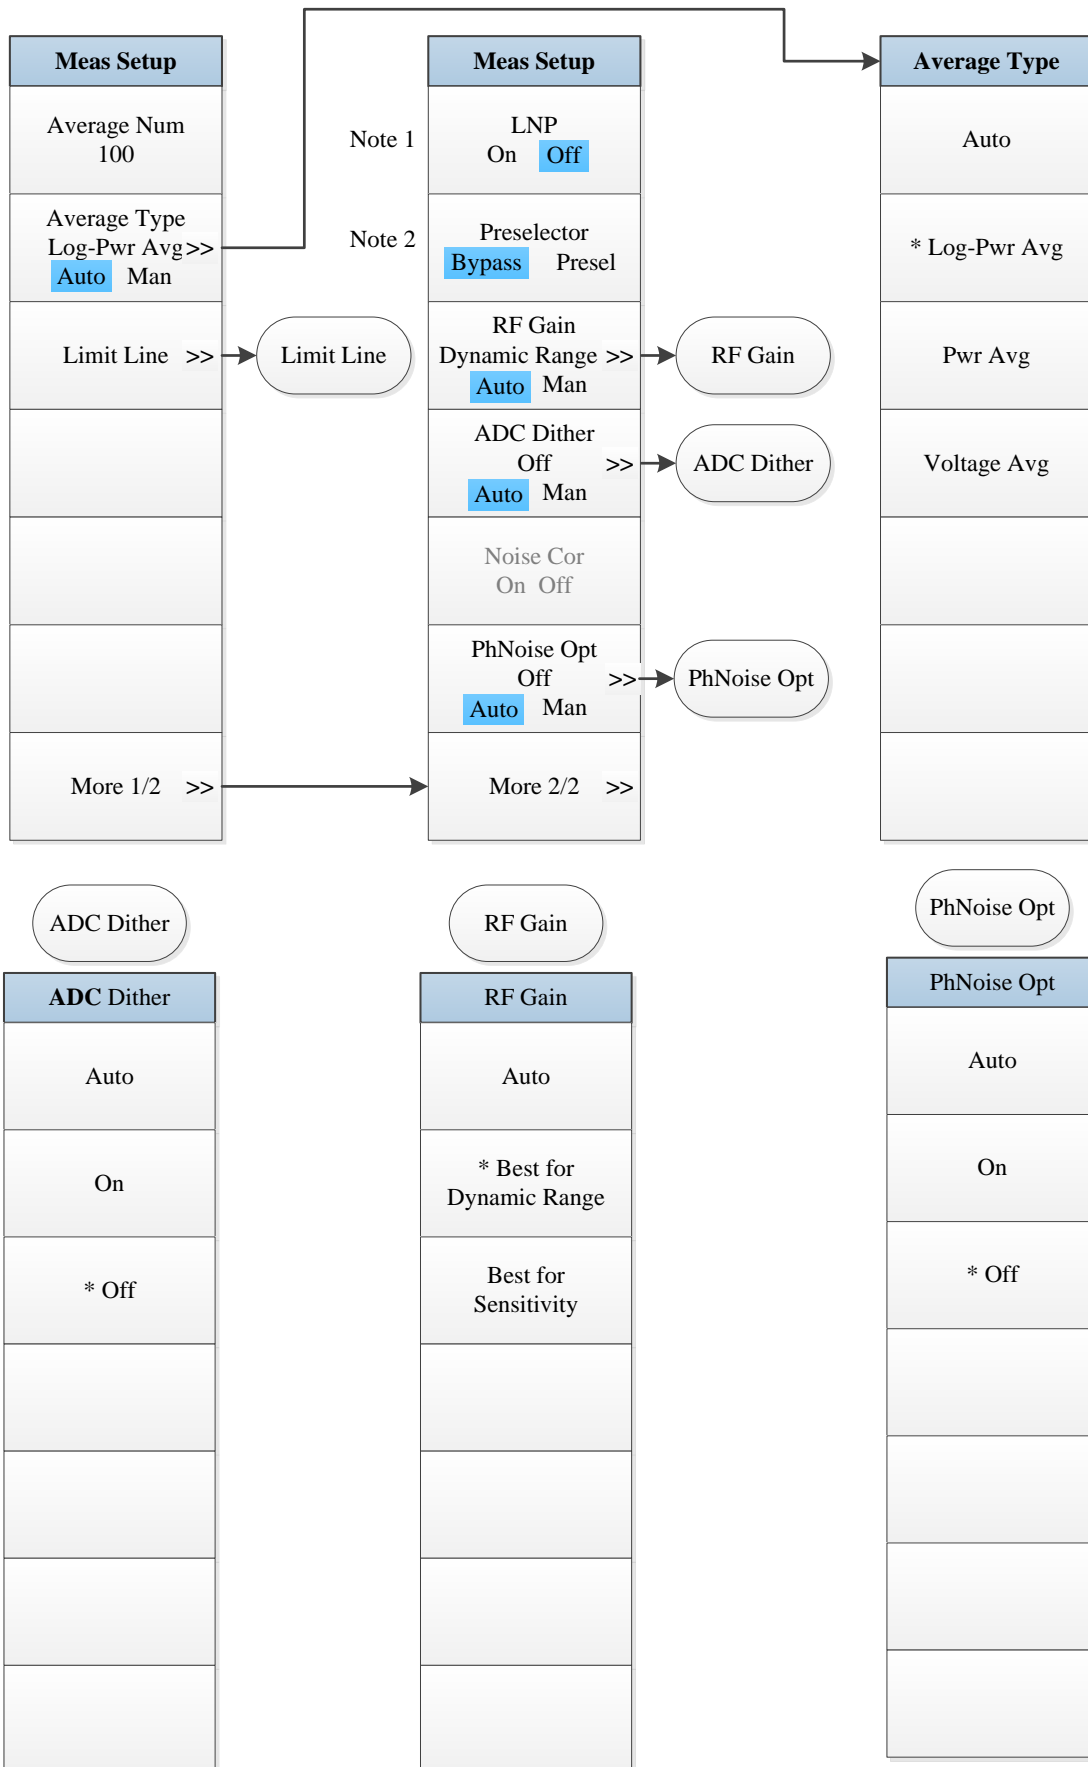 Meas Setup
Average Num
100
Average Type
Log-Pwr Avg >>
Auto Man
Limit Line >>
Limit Line
More 1/2 >>
Meas Setup
Note 1
LNP
On Off
Note 2
Preselector
Bypass Presel
RF Gain
Dynamic Range >>
Auto Man
RF Gain
ADC Dither
Off >>
Auto Man
ADC Dither
Noise Cor
On Off
PhNoise Opt
Off >>
Auto Man
PhNoise Opt
More 2/2 >>
Average Type
Auto
* Log-Pwr Avg
Pwr Avg
Voltage Avg
ADC Dither
ADC Dither
Auto
On
* Off
RF Gain
RF Gain
Auto
* Best for
Dynamic Range
Best for
Sensitivity
PhNoise Opt
PhNoise Opt
Auto
On
* Off